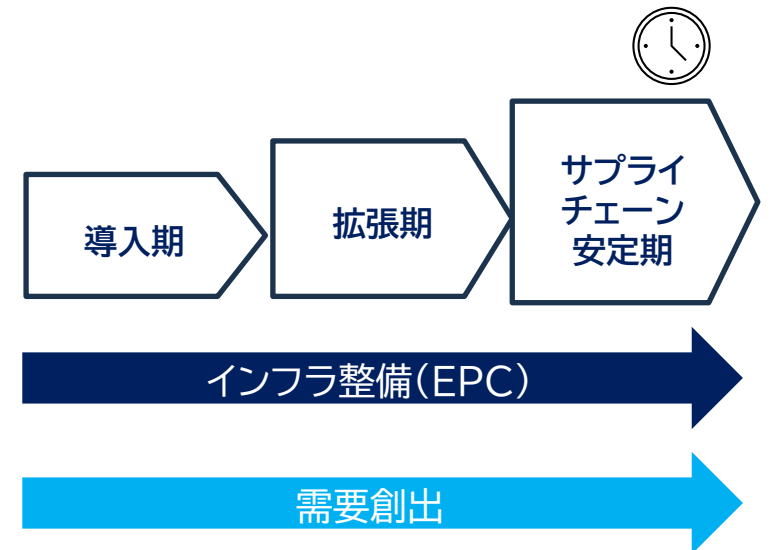 導入期
拡張期
サプライ
チェーン
安定期
インフラ整備(EPC)
需要創出